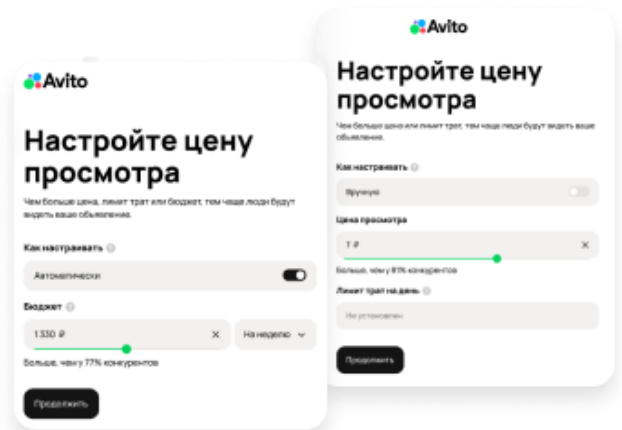 Avito
Настройте цену
просмотра
Чем больше цена, лимит трат или бюджет, тем чаще люди будут
видеть ваше объявление.
Как настраивать
Автоматически
Бюджет
1 330 ₽
На неделю
Больше, чем у 77% конкурентов
Продолжить
Avito
Настройте цену
просмотра
Чем больше цена или лимит трат, тем чаще люди будут видеть ваше
объявление.
Как настраивать
Вручную
Цена просмотра
7 ₽
Больше, чем у 81% конкурентов
Лимит трат на день
Не установлен
Продолжить